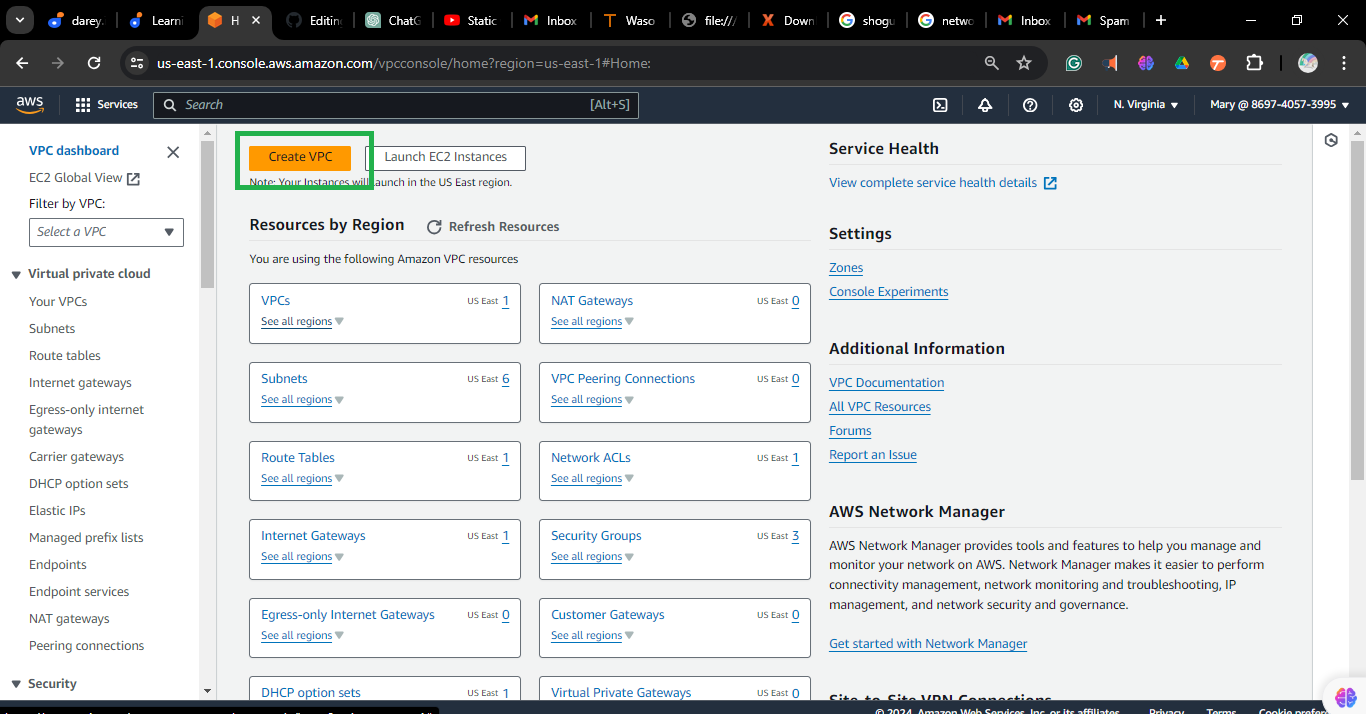 darey.
Learni
H
Editin
ChatG
Static
Inbox
Waso
file:///
Down
shogu
netwo
Inbox
Spam
us-east-1.console.aws.amazon.com/vpcconsole/home?region=us-east-1#Home:
aws
Services
Search
[Alt+S]
N. Virginia
Mary @ 8697-4057-3995
VPC dashboard
EC2 Global View
Filter by VPC:
Select a VPC
Virtual private cloud
Your VPCs
Subnets
Route tables
Internet gateways
Egress-only internet
gateways
Carrier gateways
DHCP option sets
Elastic IPs
Managed prefix lists
Endpoints
Endpoint services
NAT gateways
Peering connections
Security
Create VPC
Launch EC2 Instances
Note: Your Instances will launch in the US East region.
Resources by Region
Refresh Resources
You are using the following Amazon VPC resources
VPCs
US East 1
See all regions
NAT Gateways
US East 0
See all regions
Subnets
US East 6
See all regions
VPC Peering Connections
US East 0
See all regions
Route Tables
US East 1
See all regions
Network ACLs
US East 1
See all regions
Internet Gateways
US East 1
See all regions
Security Groups
US East 3
See all regions
Egress-only Internet Gateways
US East 0
See all regions
Customer Gateways
US East 0
See all regions
DHCP option sets
US East 1
Virtual Private Gateways
US East 0
Service Health
View complete service health details
Settings
Zones
Console Experiments
Additional Information
VPC Documentation
All VPC Resources
Forums
Report an Issue
AWS Network Manager
AWS Network Manager provides tools and features to help you manage and
monitor your network on AWS. Network Manager makes it easier to perform
connectivity management, network monitoring and troubleshooting, IP
management, and network security and governance.
Get started with Network Manager
Site-to-Site VPN Connections
© 2024, Amazon Web Services, Inc. or its affiliates.
Privacy
Terms
Cookie prefer